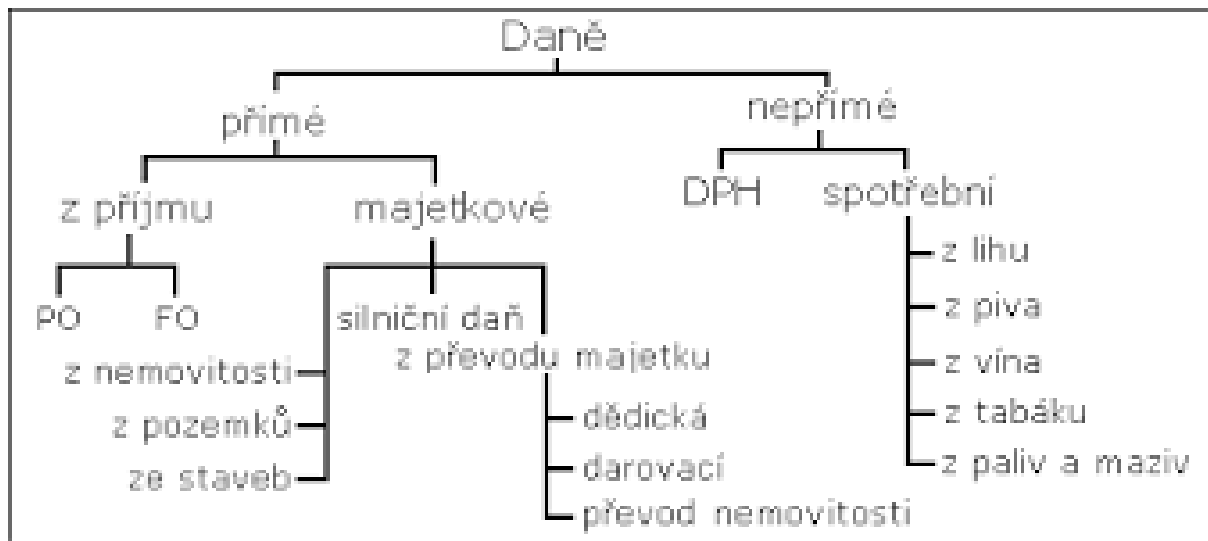 Daně
přímé
nepřímé
z příjmu
majetkové
DPH
spotřební
PO
FO
silniční daň
z převodu majetku
z nemovitosti
z pozemků
ze staveb
dědická
darovací
převod nemovitosti
z lihu
z piva
z vína
z tabáku
z paliv a maziv